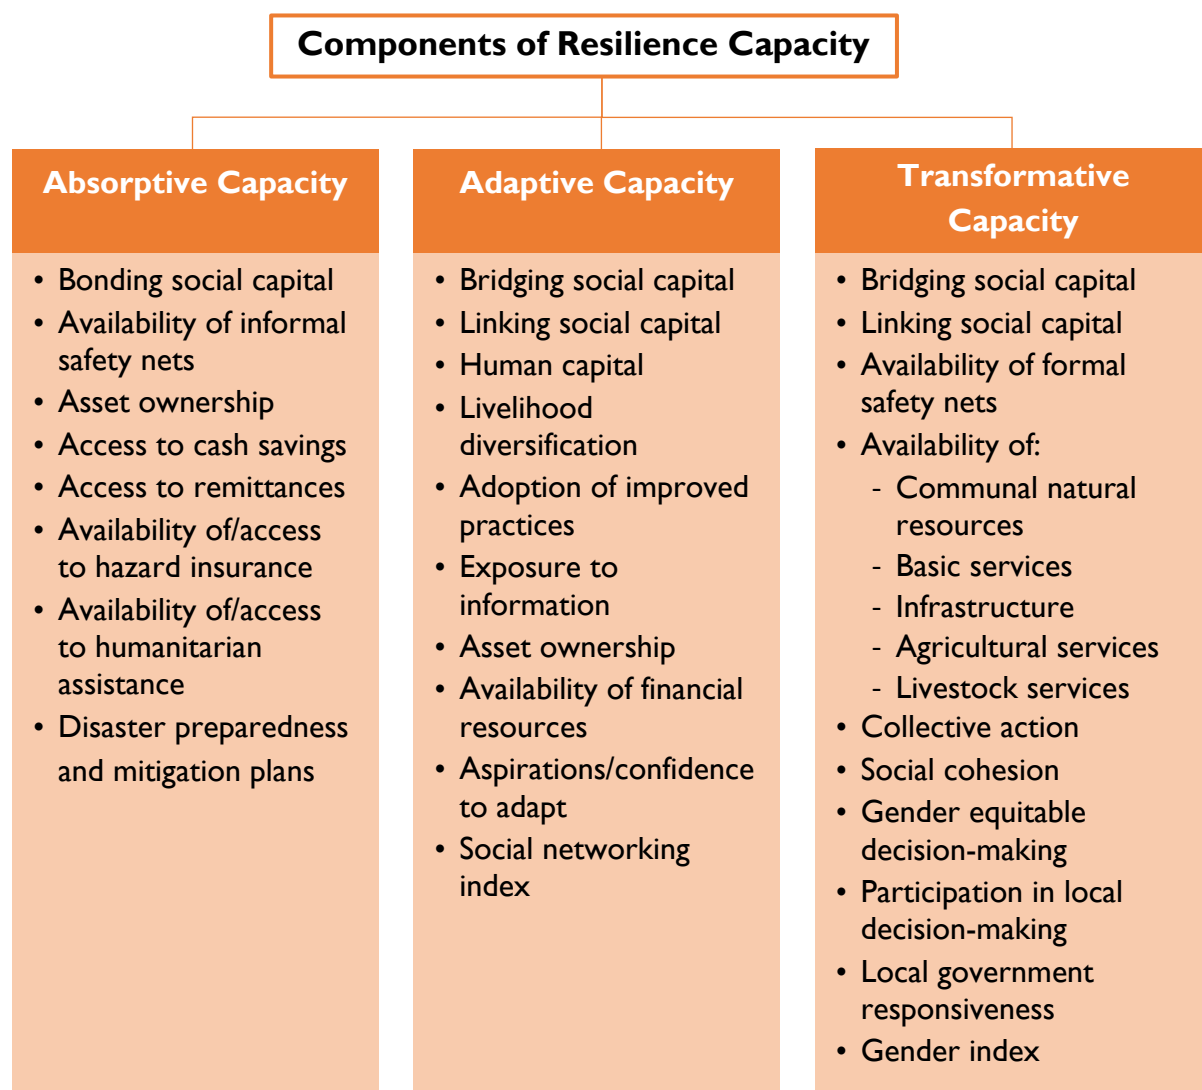 Components of Resilience Capacity
Absorptive Capacity
• Bonding social capital
• Availability of informal
safety nets
• Asset ownership
• Access to cash savings
• Access to remittances
• Availability of/access
to hazard insurance
• Availability of/access
to humanitarian
assistance
• Disaster preparedness
and mitigation plans
Adaptive Capacity
• Bridging social capital
• Linking social capital
• Human capital
• Livelihood
diversification
• Adoption of improved
practices
• Exposure to
information
• Asset ownership
• Availability of financial
resources
• Aspirations/confidence
to adapt
• Social networking
index
Transformative
Capacity
• Bridging social capital
• Linking social capital
• Availability of formal
safety nets
• Availability of:
- Communal natural
resources
- Basic services
- Infrastructure
- Agricultural services
- Livestock services
• Collective action
• Social cohesion
• Gender equitable
decision-making
• Participation in local
decision-making
• Local government
responsiveness
• Gender index